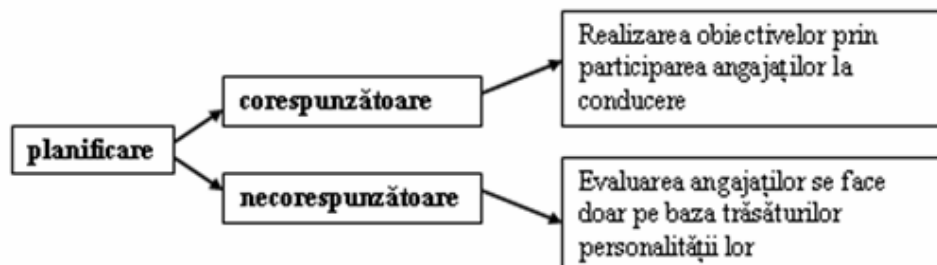 planificare
corespunzătoare
Realizarea obiectivelor prin
participarea angajaților la
conducere
necorespunzătoare
Evaluarea angajaților se face
doar pe baza trăsăturilor
personalității lor